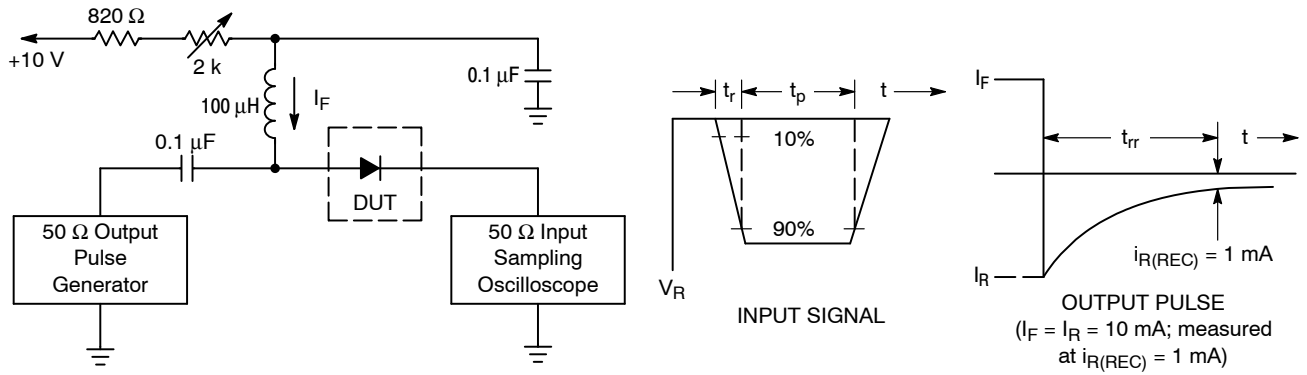 820 Ω
+10 V
2 k
0.1 µF
100 µH
I_F
0.1 µF
DUT
50 Ω Output
Pulse
Generator
50 Ω Input
Sampling
Oscilloscope
t_r
t_p
t
10%
90%
V_R
INPUT SIGNAL
I_F
t_rr
t
i_R(REC) = 1 mA
I_R
OUTPUT PULSE
(I_F = I_R = 10 mA; measured
at i_R(REC) = 1 mA)